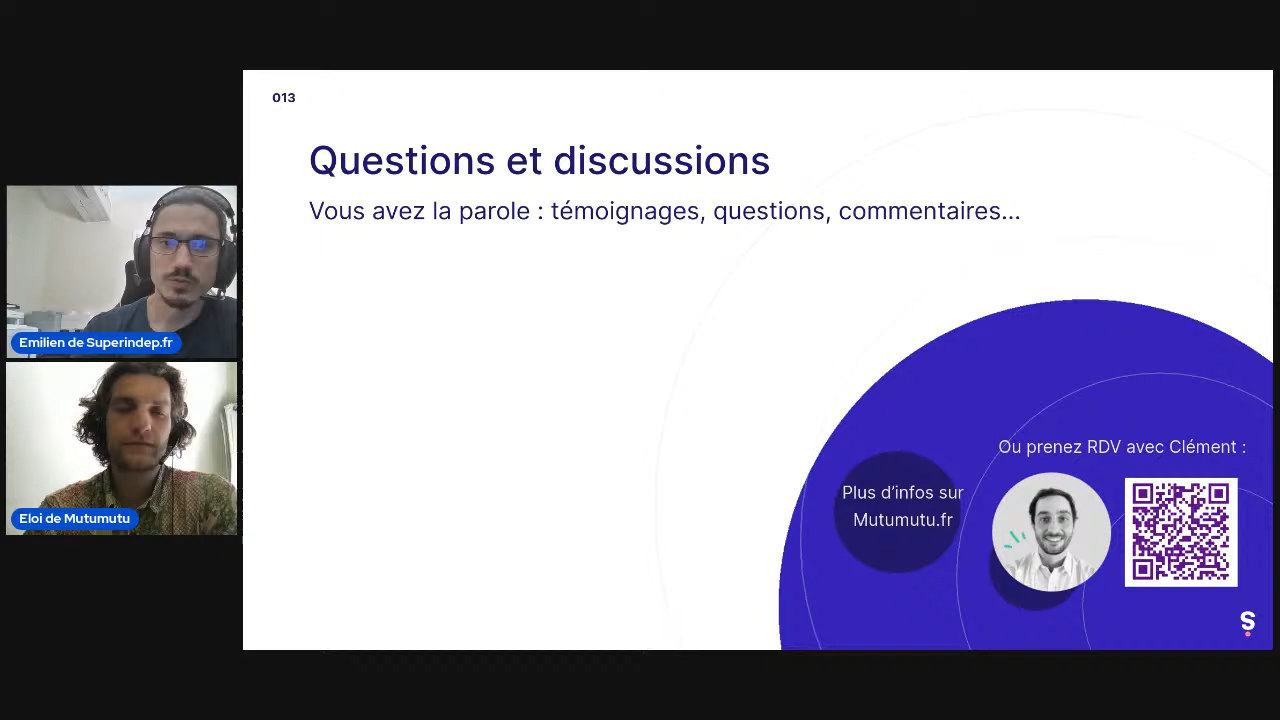 013
Questions et discussions
Vous avez la parole : témoignages, questions, commentaires...
Emilien de Superindep.fr
Eloi de Mutumutu
Ou prenez RDV avec Clément :
Plus d’infos sur
Mutumutu.fr
S